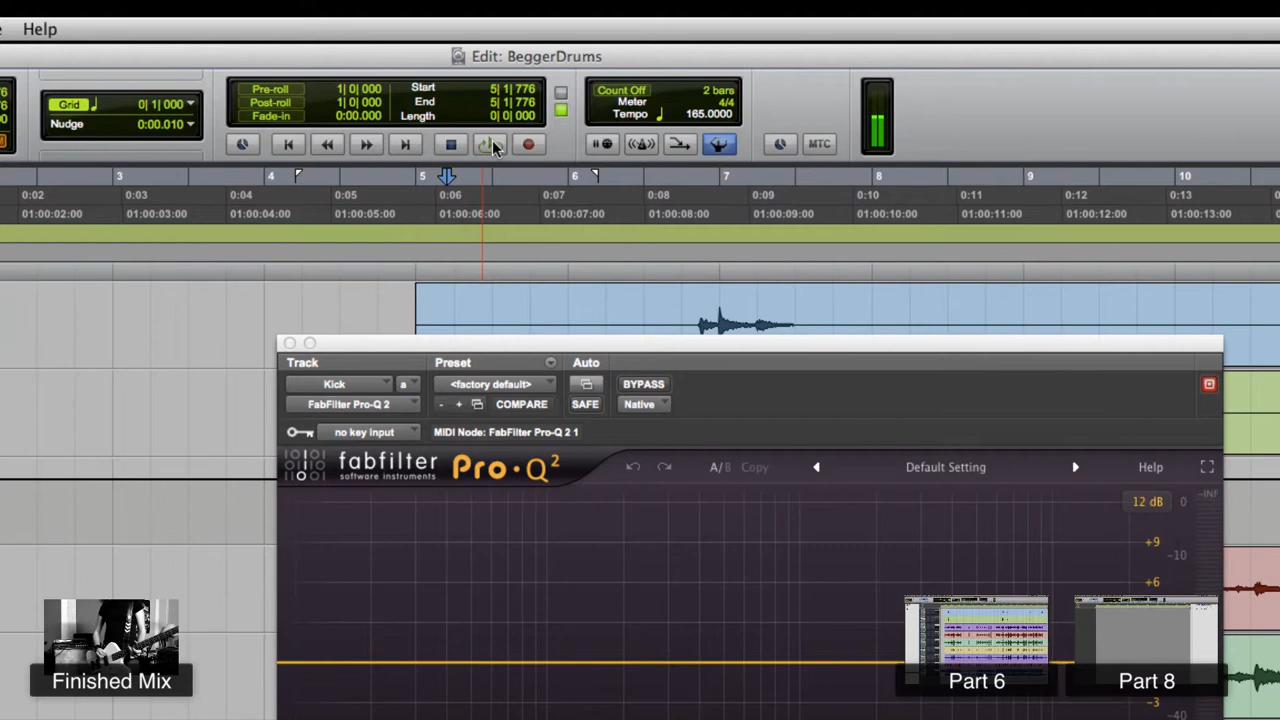 Help
Edit: BeggerDrums
Grid 0| 1| 000
Nudge 0:00.010
Pre-roll 1| 0| 000 Start 5| 1| 776
Post-roll 1| 0| 000 End 5| 1| 776
Fade-in 0:00.000 Length 0| 0| 000
Count Off 2 bars
Meter 4/4
Tempo 165.0000
MTC
3 4 5 6 7 8 9 10
0:02 0:03 0:04 0:05 0:06 0:07 0:08 0:09 0:10 0:11 0:12 0:13
01:00:02:00 01:00:03:00 01:00:04:00 01:00:05:00 01:00:06:00 01:00:07:00 01:00:08:00 01:00:09:00 01:00:10:00 01:00:11:00 01:00:12:00 01:00:13:00
Track Preset Auto
Kick a <factory default> BYPASS
FabFilter Pro-Q 2 - + COMPARE SAFE Native
no key input MIDI Node: FabFilter Pro-Q 2 1
fabfilter Pro·Q2 A/B Copy Default Setting Help
software instruments
12 dB 0 -INF
+9
-10
+6
-3
-40
Finished Mix
Part 6
Part 8